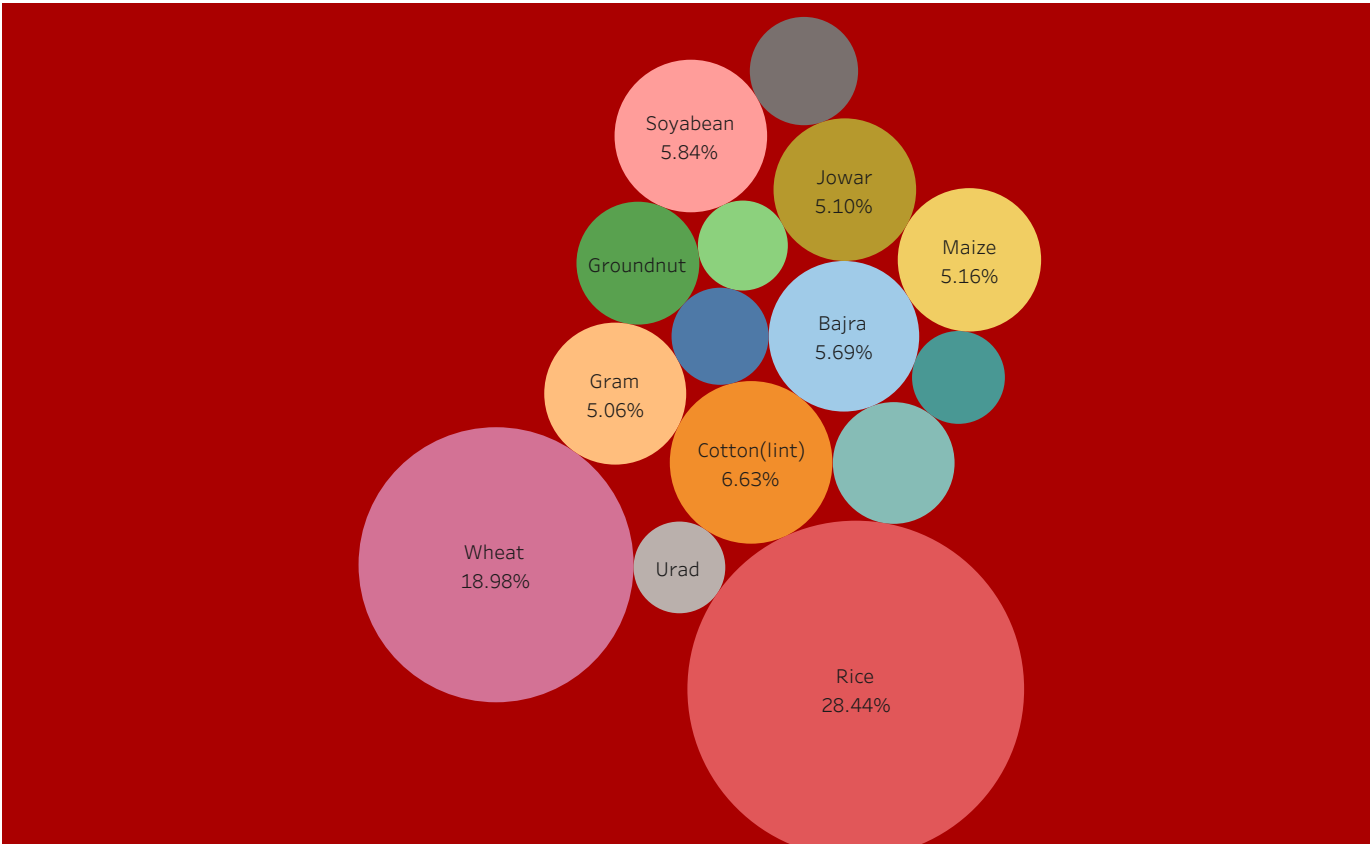 Soyabean
5.84%
Jowar
5.10%
Maize
5.16%
Groundnut
Bajra
5.69%
Gram
5.06%
Cotton(lint)
6.63%
Wheat
18.98%
Urad
Rice
28.44%